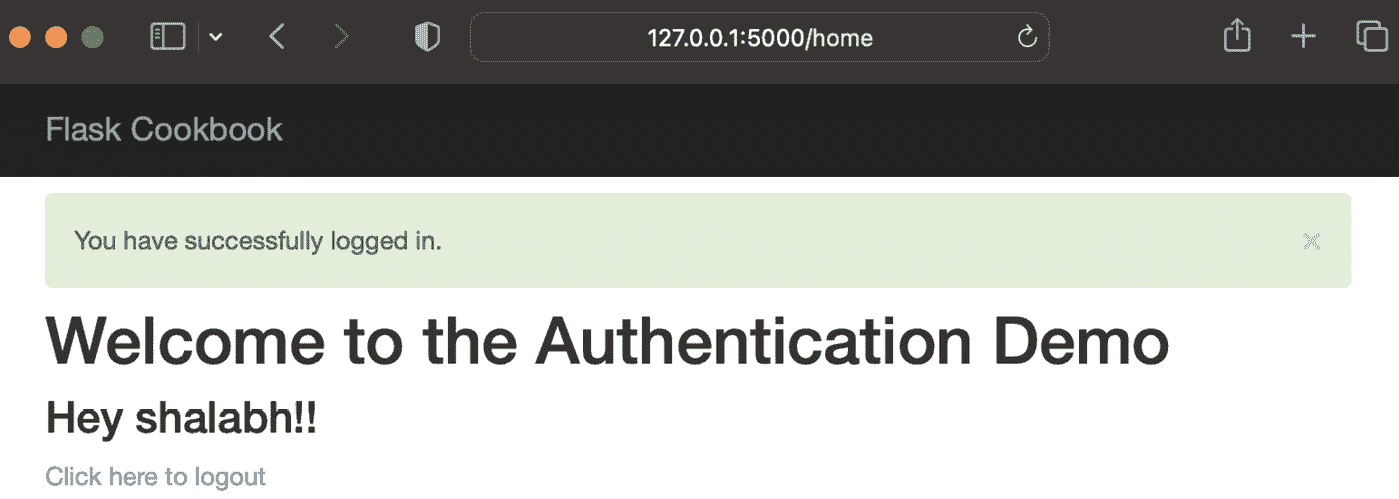 127.0.0.1:5000/home
Flask Cookbook
You have successfully logged in.
×
Welcome to the Authentication Demo
Hey shalabh!!
Click here to logout